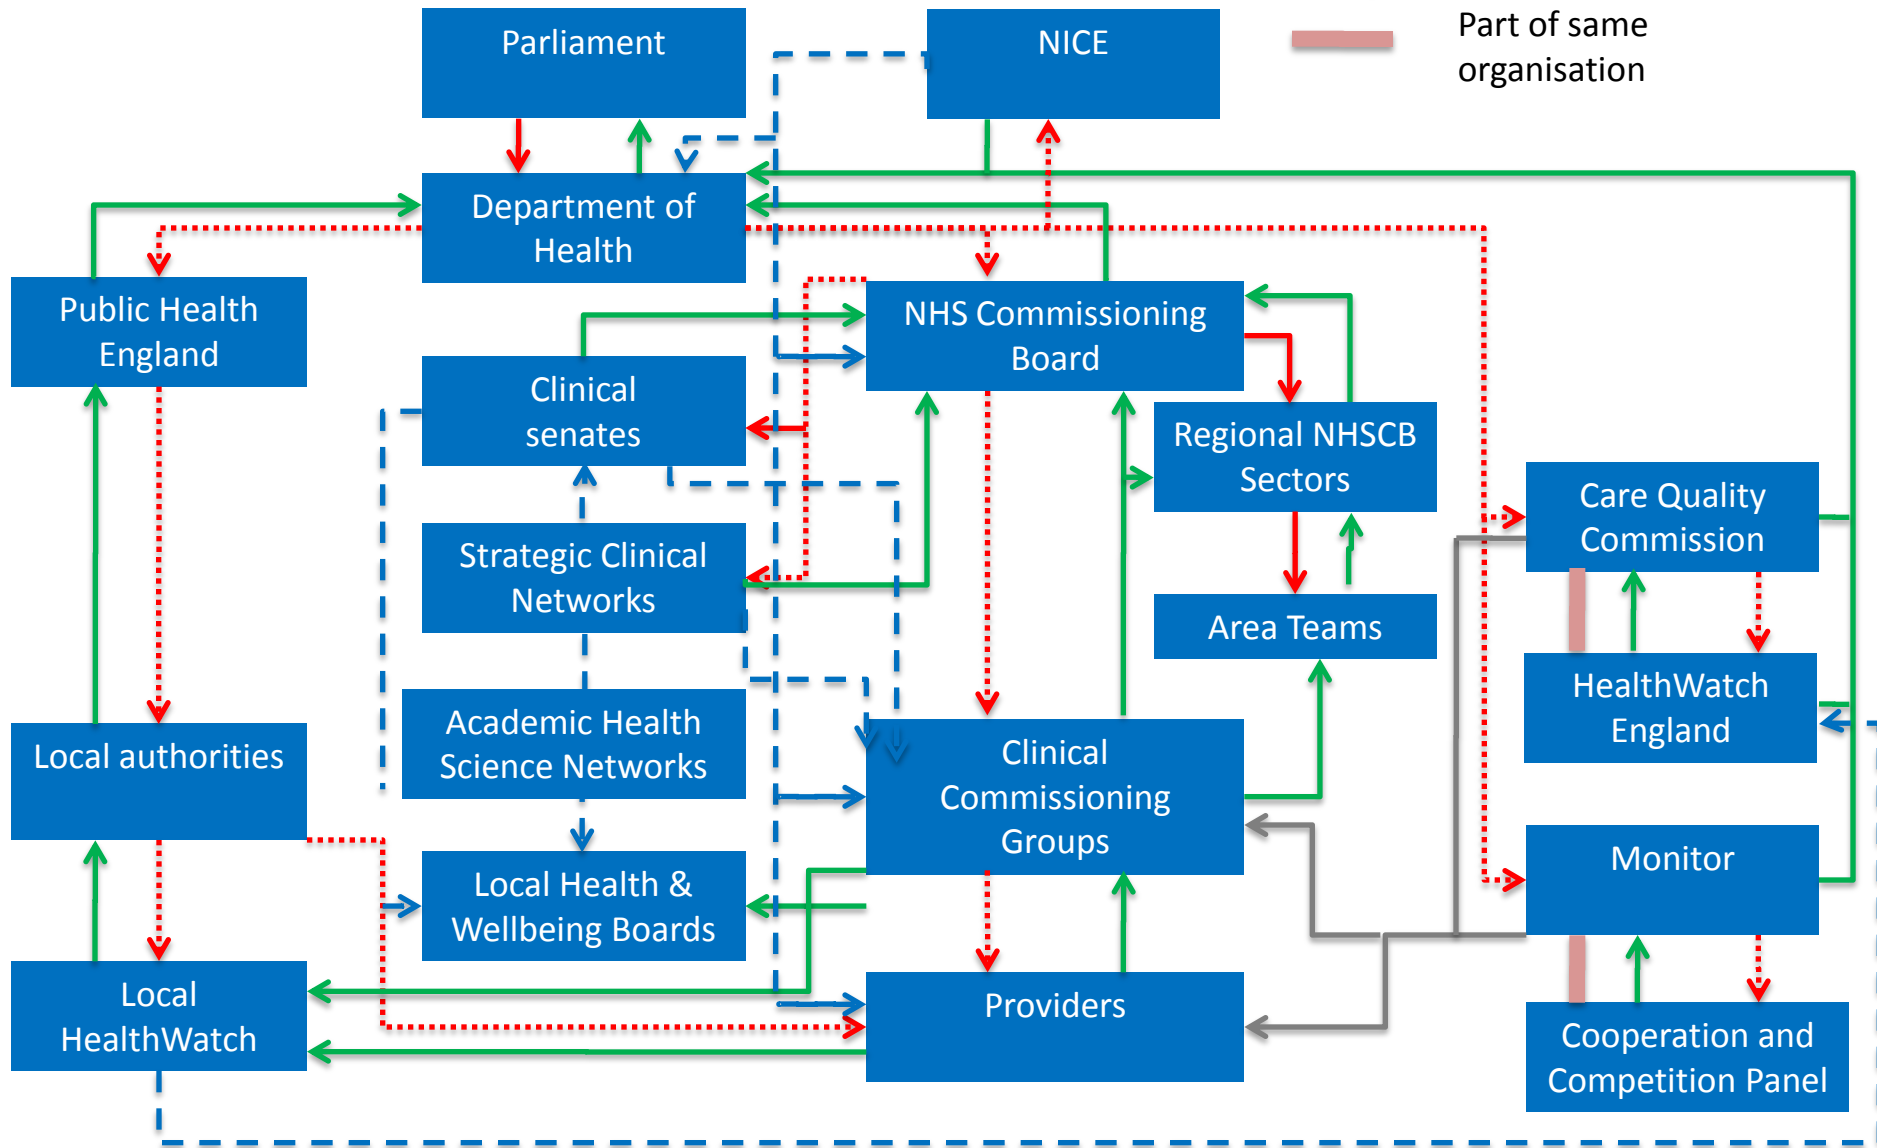 Parliament
NICE
Part of same
organisation
Department of
Health
Public Health
England
NHS Commissioning
Board
Clinical
senates
Regional NHSCB
Sectors
Care Quality
Commission
Strategic Clinical
Networks
Area Teams
HealthWatch
England
Academic Health
Science Networks
Local authorities
Clinical
Commissioning
Groups
Monitor
Local Health &
Wellbeing Boards
Local
HealthWatch
Providers
Cooperation and
Competition Panel